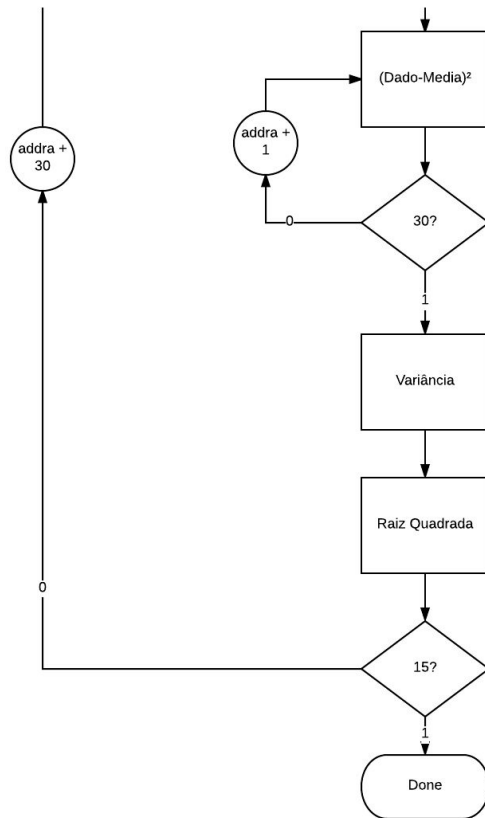 (Dado-Media)²
addra +
1
addra +
30
30?
0
1
Variância
Raiz Quadrada
0
15?
1
Done